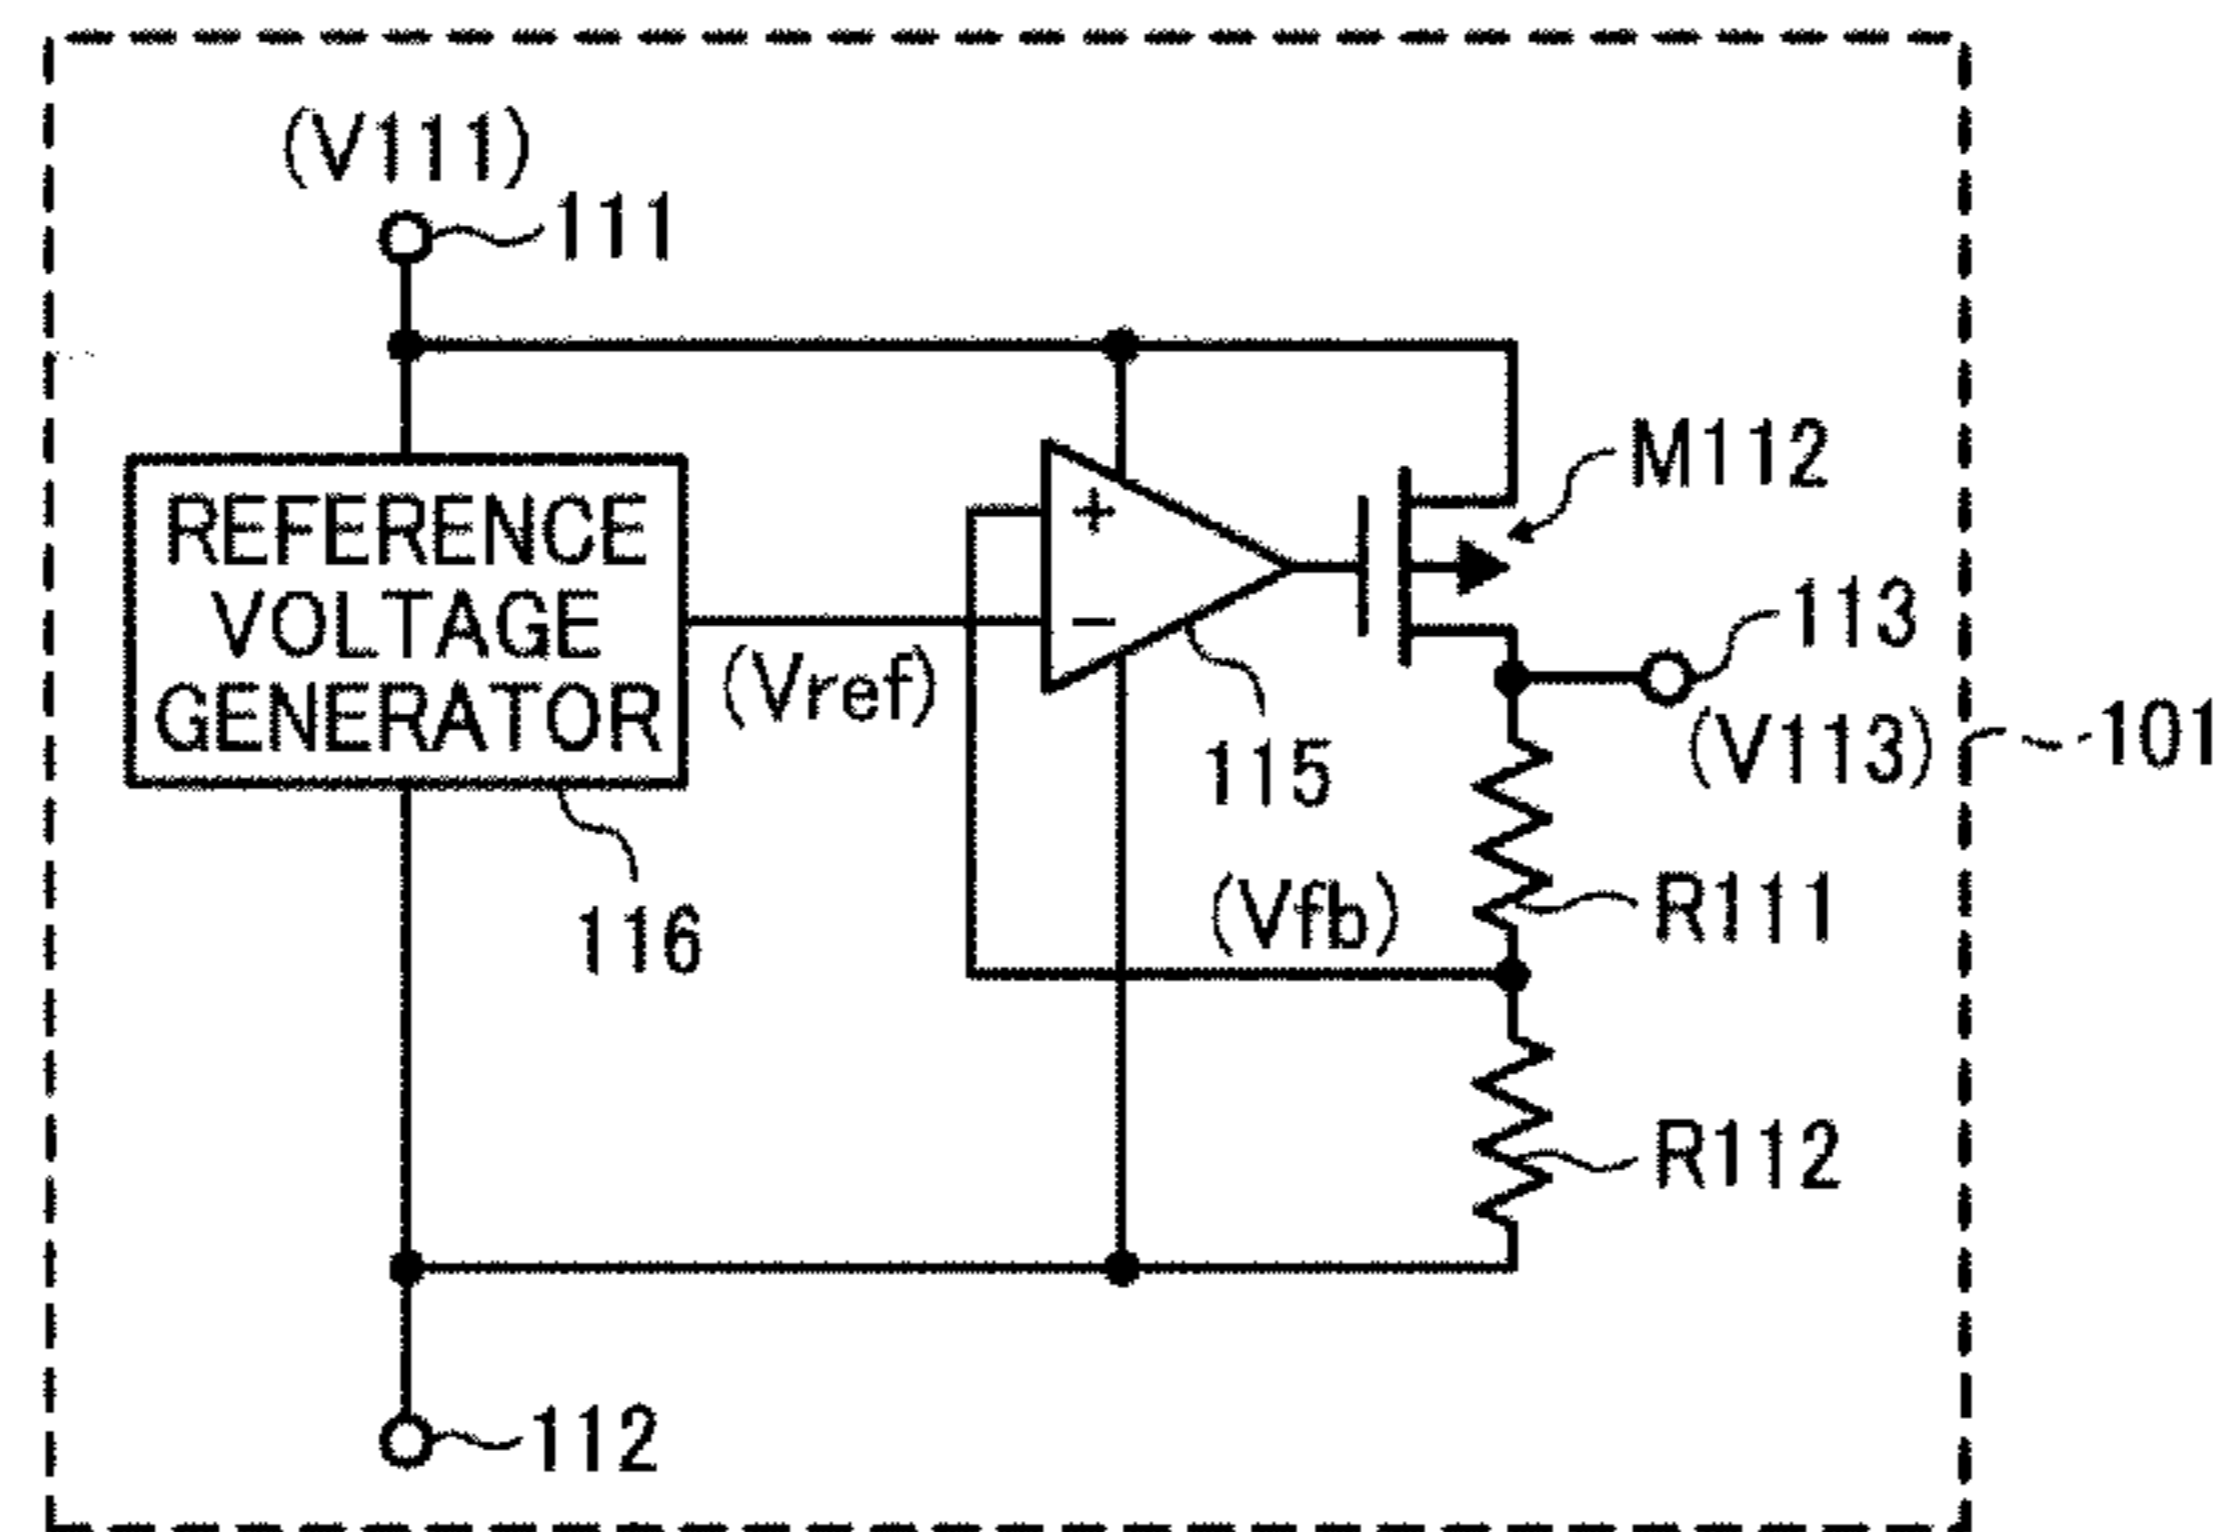 (V111)
111
M112
REFERENCE
VOLTAGE
GENERATOR
+
−
(Vref)
113
(V113)
101
115
(Vfb)
R111
116
R112
112